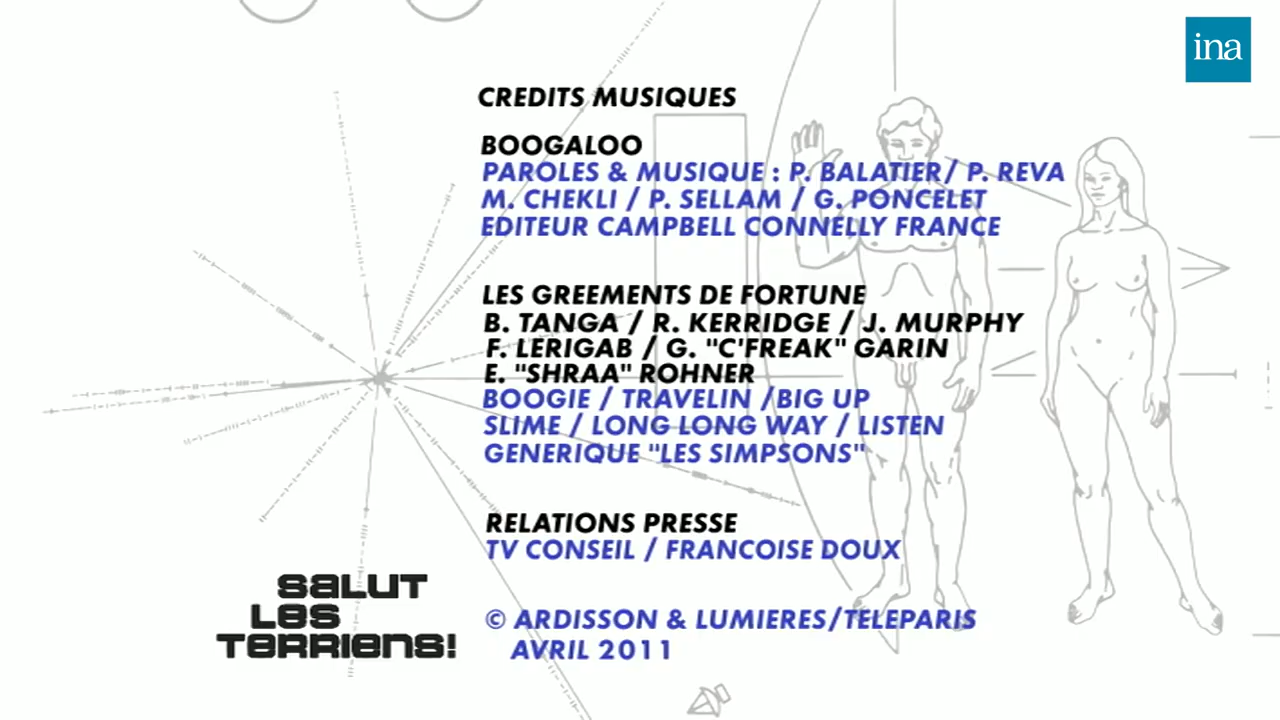 ina
CREDITS MUSIQUES
BOOGALOO
PAROLES & MUSIQUE : P. BALATIER/ P. REVA
M. CHEKLI / P. SELLAM / G. PONCELET
EDITEUR CAMPBELL CONNELLY FRANCE
LES GREEMENTS DE FORTUNE
B. TANGA / R. KERRIDGE / J. MURPHY
F. LERIGAB / G. "C'FREAK" GARIN
E. "SHRAA" ROHNER
BOOGIE / TRAVELIN /BIG UP
SLIME / LONG LONG WAY / LISTEN
GENERIQUE "LES SIMPSONS"
RELATIONS PRESSE
TV CONSEIL / FRANCOISE DOUX
SALUT
LES
TERRIENS!
© ARDISSON & LUMIERES/TELEPARIS
AVRIL 2011